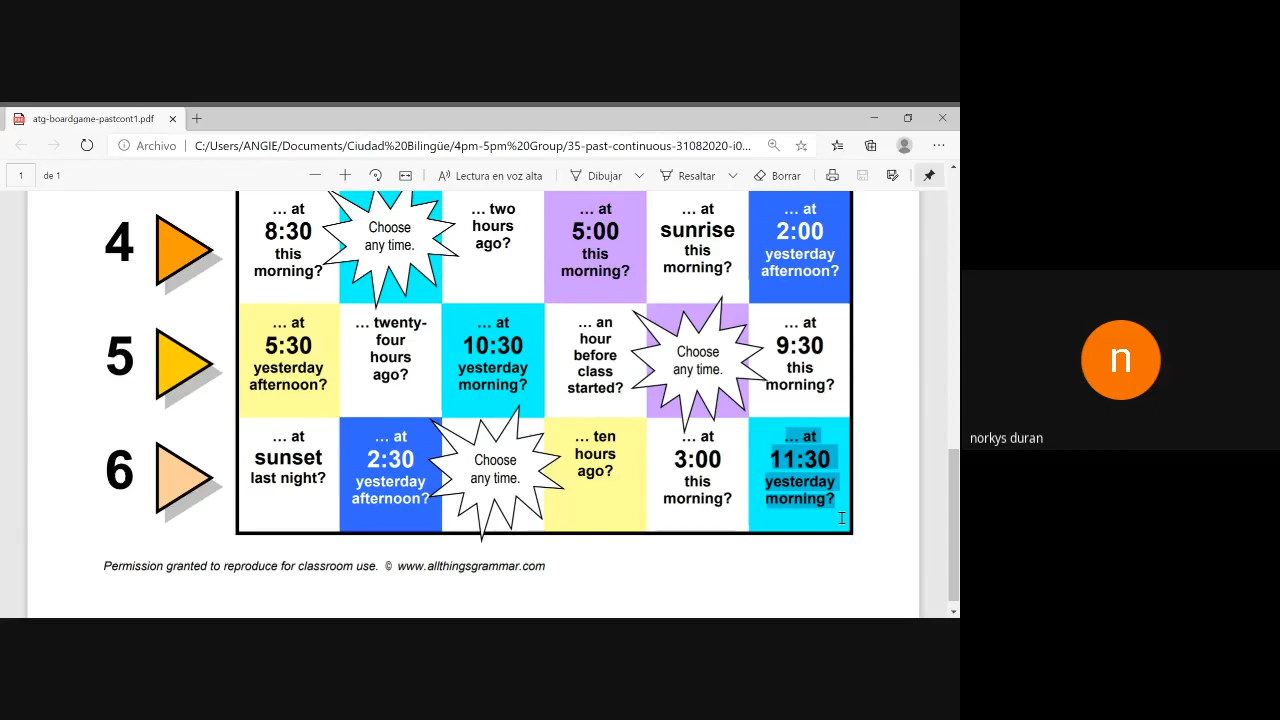 atg-boardgame-pastcont1.pdf
Archivo
C:/Users/ANGIE/Documents/Ciudad%20Bilingüe/4pm-5pm%20Group/35-past-continuous-31082020-i0...
1
de 1
Lectura en voz alta
Dibujar
Resaltar
Borrar
4
... at
8:30
this
morning?
Choose
any time.
... two
hours
ago?
... at
5:00
this
morning?
... at
sunrise
this
morning?
... at
2:00
yesterday
afternoon?
5
... at
5:30
yesterday
afternoon?
... twenty-
four
hours
ago?
... at
10:30
yesterday
morning?
... an
hour
before
class
started?
Choose
any time.
... at
9:30
this
morning?
6
... at
sunset
last night?
... at
2:30
yesterday
afternoon?
Choose
any time.
... ten
hours
ago?
... at
3:00
this
morning?
... at
11:30
yesterday
morning?
Permission granted to reproduce for classroom use. © www.allthingsgrammar.com
n
norkys duran